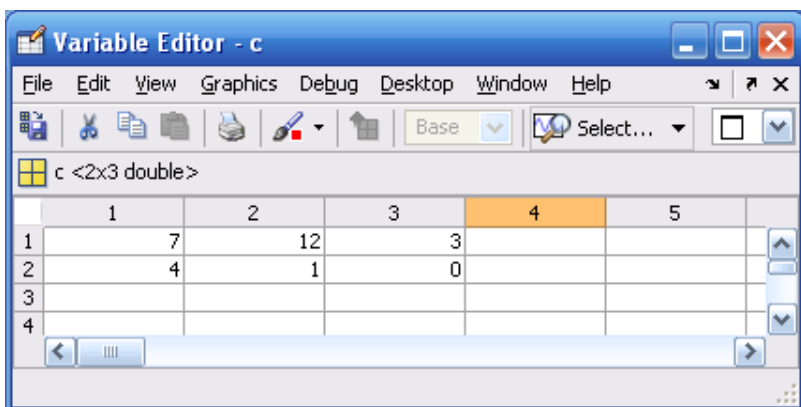 Variable Editor - c
File Edit View Graphics Debug Desktop Window Help
Base Select...
c <2x3 double>
1 2 3 4 5
1 7 12 3
2 4 1 0
3
4